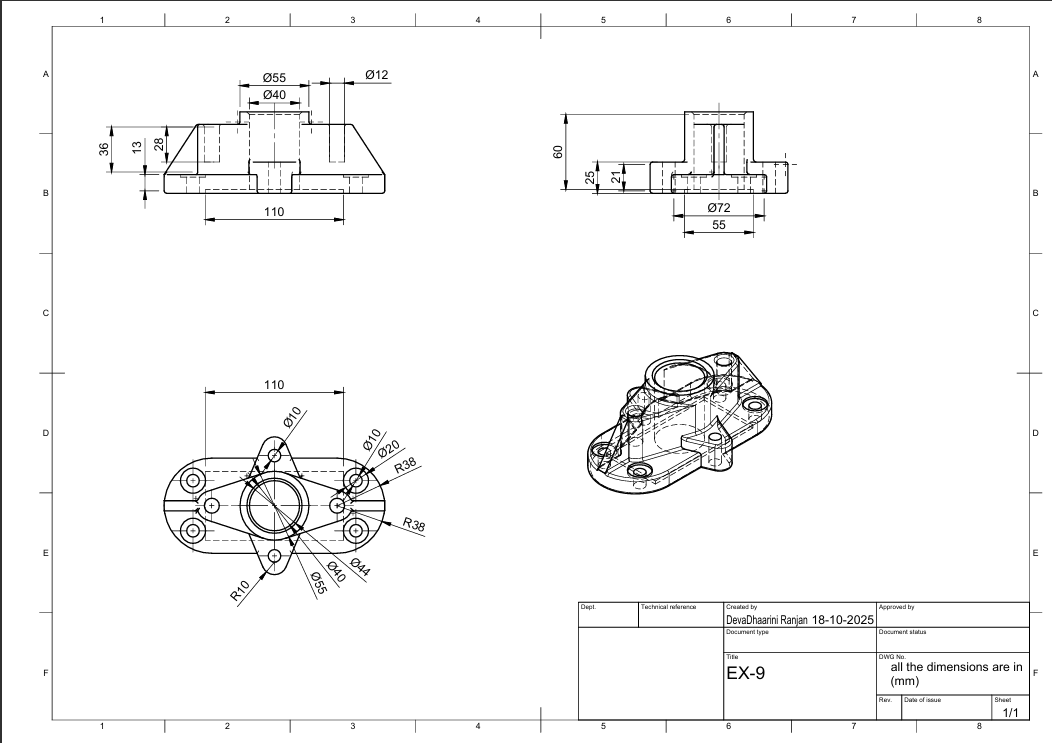 1 2 3 4 5 6 7 8
A A
Ø55 Ø12
Ø40
36 13 28
60 25 21
B B
110
Ø72
55
C C
110
D D
Ø10
Ø10
Ø20
R38
R38
E E
Ø44
Ø40
Ø55
R10
Dept. Technical reference Created by Approved by
DevaDhaarini Ranjan 18-10-2025
Document type Document status
Title DWG No.
EX-9 all the dimensions are in
(mm)
F F
Rev. Date of issue Sheet
1/1
1 2 3 4 5 6 7 8